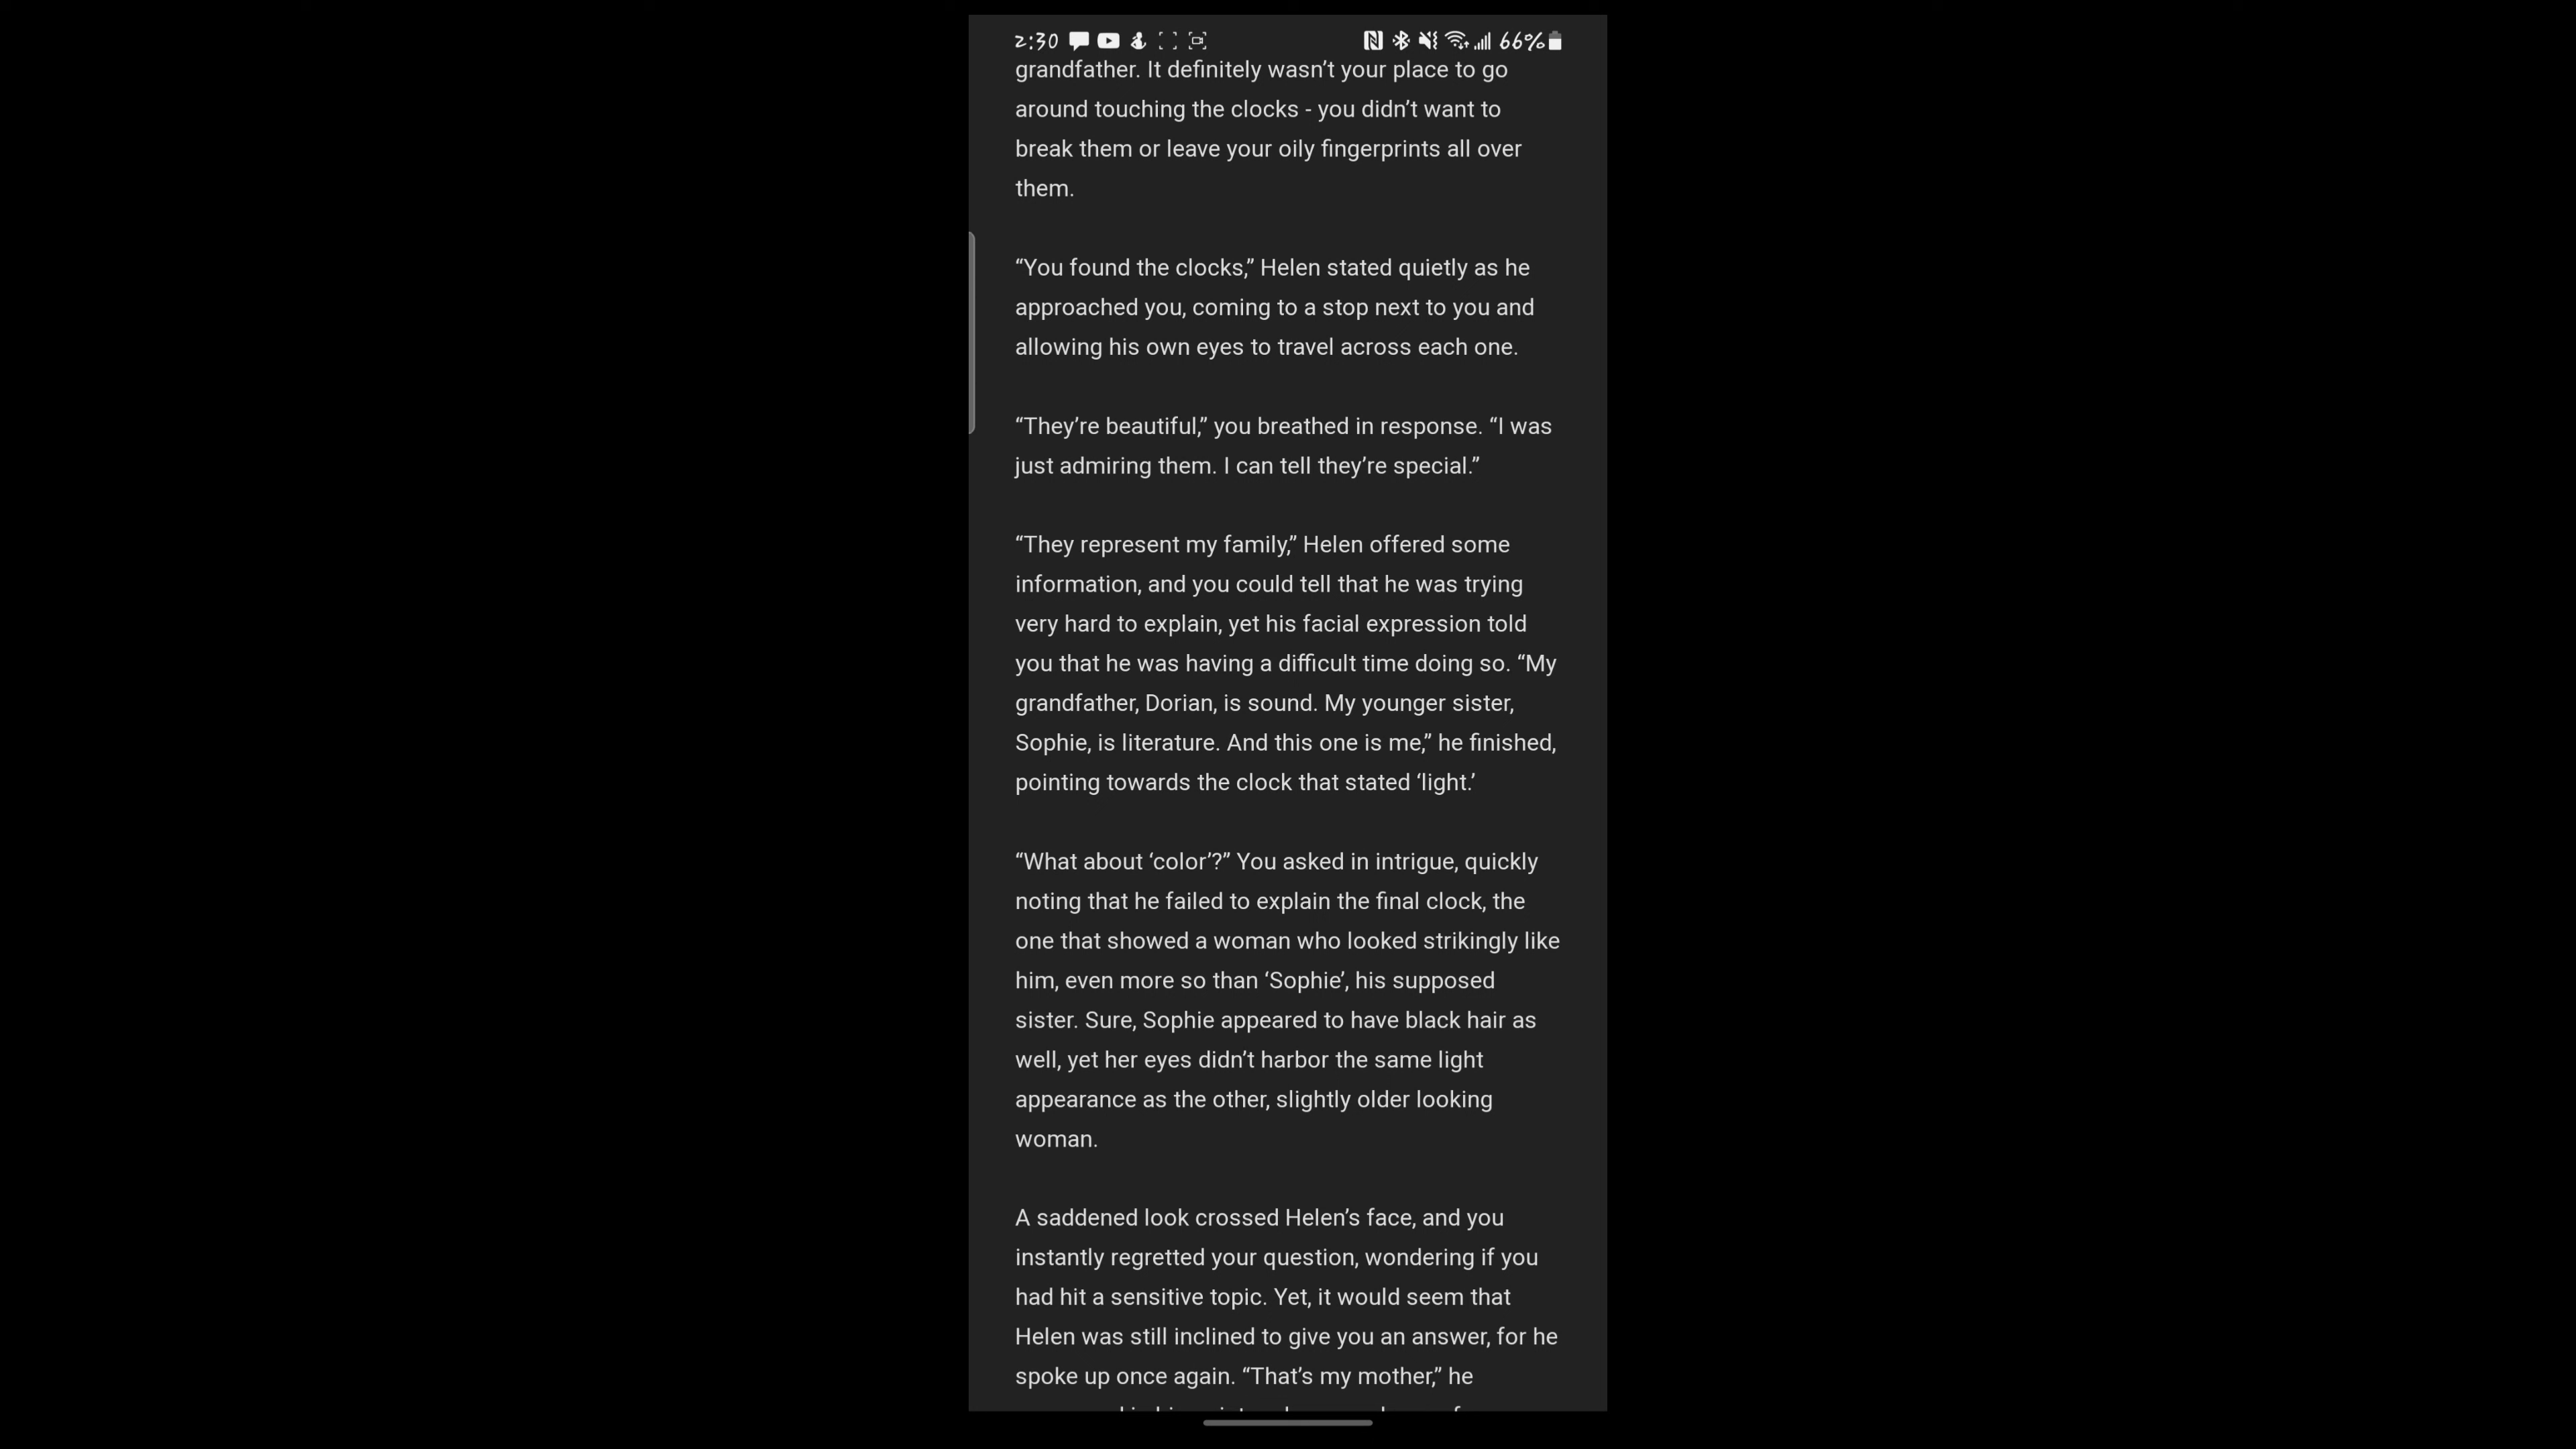 2:30 66%
grandfather. It definitely wasn’t your place to go
around touching the clocks - you didn’t want to
break them or leave your oily fingerprints all over
them.
“You found the clocks,” Helen stated quietly as he
approached you, coming to a stop next to you and
allowing his own eyes to travel across each one.
“They’re beautiful,” you breathed in response. “I was
just admiring them. I can tell they’re special.”
“They represent my family,” Helen offered some
information, and you could tell that he was trying
very hard to explain, yet his facial expression told
you that he was having a difficult time doing so. “My
grandfather, Dorian, is sound. My younger sister,
Sophie, is literature. And this one is me,” he finished,
pointing towards the clock that stated ‘light.’
“What about ‘color’?” You asked in intrigue, quickly
noting that he failed to explain the final clock, the
one that showed a woman who looked strikingly like
him, even more so than ‘Sophie’, his supposed
sister. Sure, Sophie appeared to have black hair as
well, yet her eyes didn’t harbor the same light
appearance as the other, slightly older looking
woman.
A saddened look crossed Helen’s face, and you
instantly regretted your question, wondering if you
had hit a sensitive topic. Yet, it would seem that
Helen was still inclined to give you an answer, for he
spoke up once again. “That’s my mother,” he